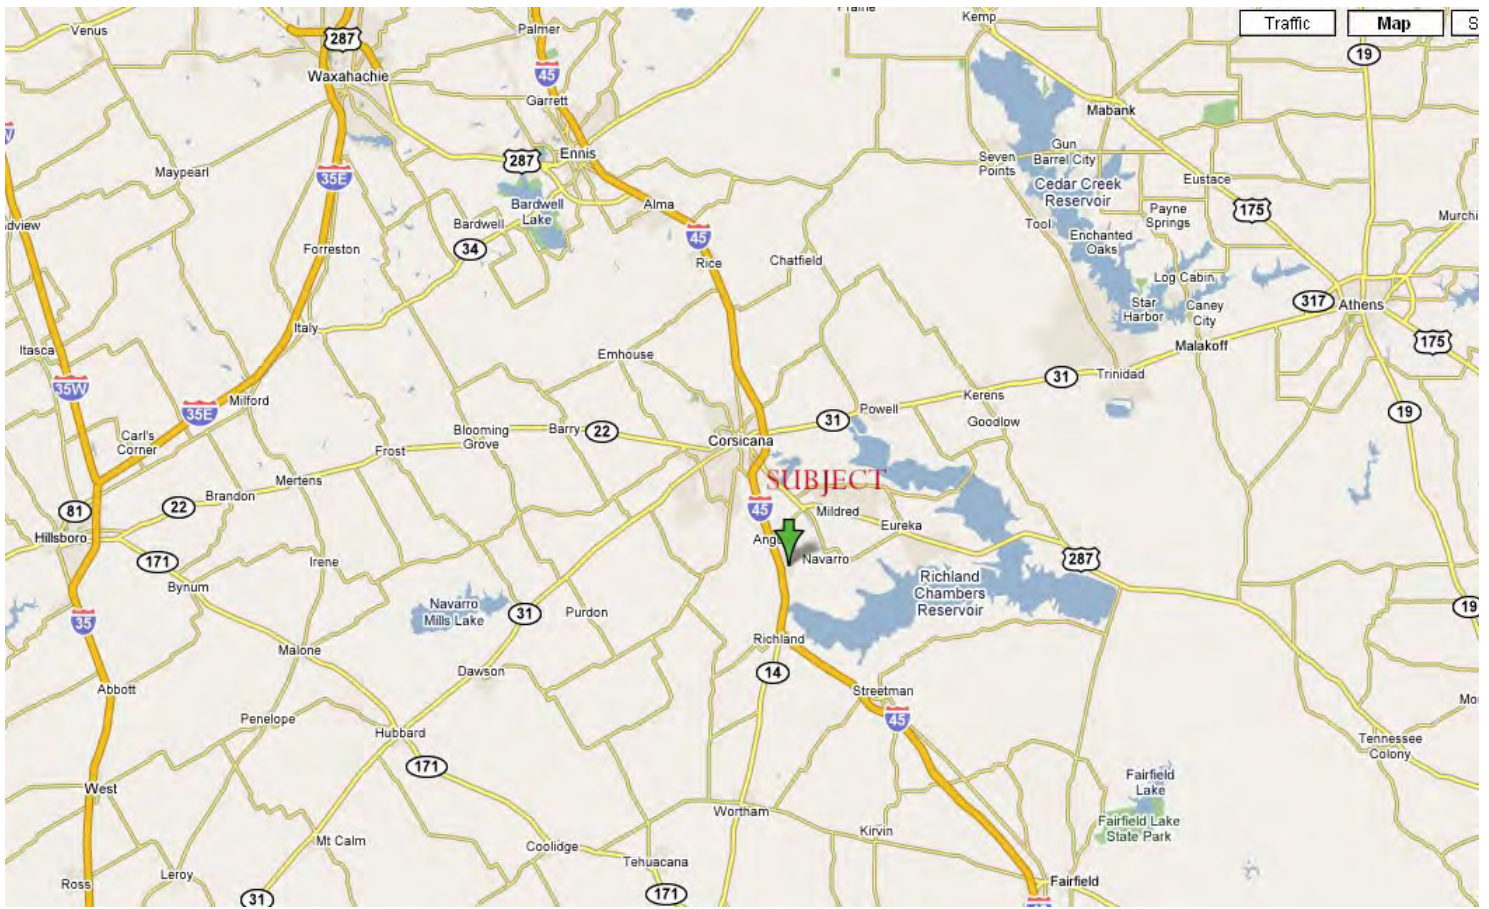 Prairie
Kemp
Traffic
Map
S
Venus
287
Palmer
19
Waxahachie
45
Garrett
Mabank
Ennis
287
Gun
Barrel City
Seven
Points
Maypearl
35E
Cedar Creek
Reservoir
Eustace
175
Bardwell
Lake
Alma
Payne
Springs
Murchi
dview
Bardwell
Tool
Enchanted
Oaks
45
34
Forreston
Rice
Chatfield
Log Cabin
Star
Harbor
Caney
City
317
Athens
Italy
175
Itasca
Emhouse
Malakoff
35W
31
Trinidad
Milford
35E
Kerens
19
Powell
31
Goodlow
Carl's
Corner
Blooming
Grove
Barry
22
Corsicana
Frost
Mertens
SUBJECT
Brandon
22
81
45
Mildred
Eureka
Hillsboro
Angu
Navarro
287
171
Irene
Bynum
Richland
Chambers
Reservoir
Navarro
Mills Lake
31
Purdon
19
35
Richland
Malone
Dawson
14
Abbott
Streetman
45
Mo
Penelope
Hubbard
Tennessee
Colony
171
West
Fairfield
Lake
Wortham
Fairfield Lake
State Park
Kirvin
Mt Calm
Coolidge
Tehuacana
Leroy
Ross
Fairfield
171
31